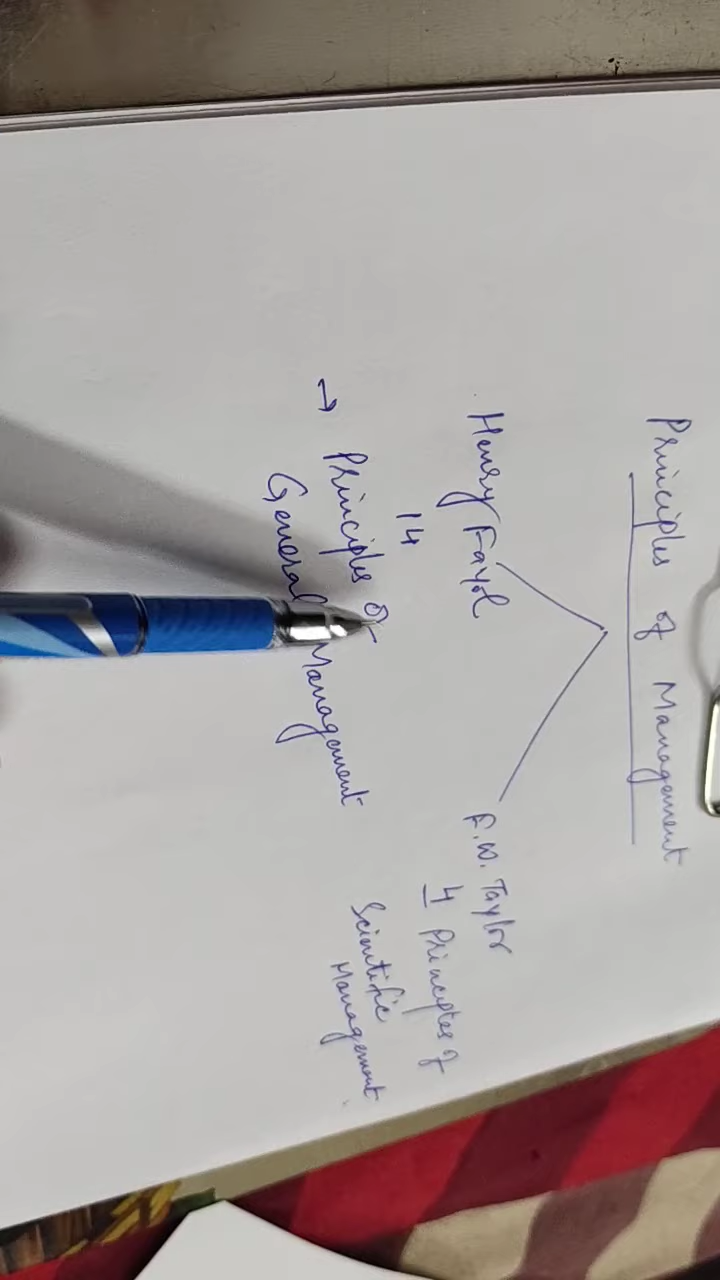 Principles of Management
Henry Fayol
14
→ Principles of
General Management
F.W. Taylor
4 Principles of
Scientific
Management